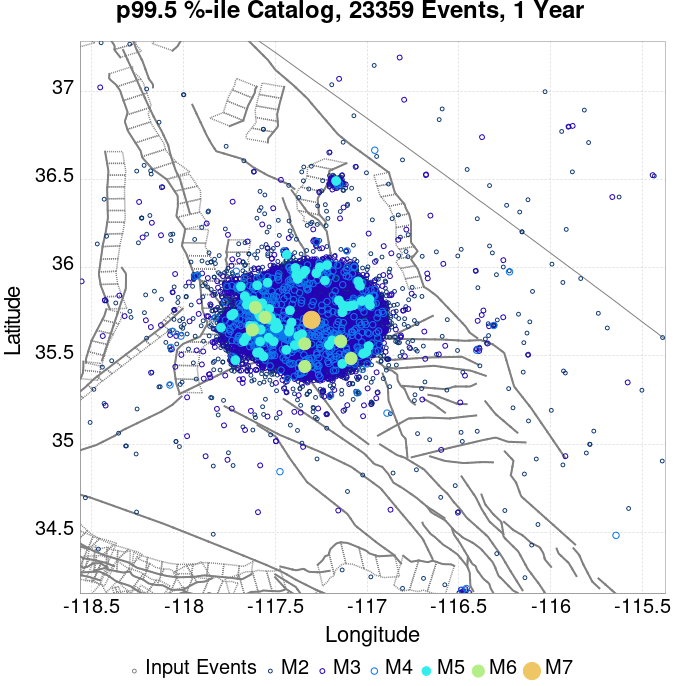 p99.5 %-ile Catalog, 23359 Events, 1 Year
37
36.5
36
35.5
35
34.5
Latitude
-118.5 -118 -117.5 -117 -116.5 -116 -115.5
Longitude
Input Events M2 M3 M4 M5 M6 M7